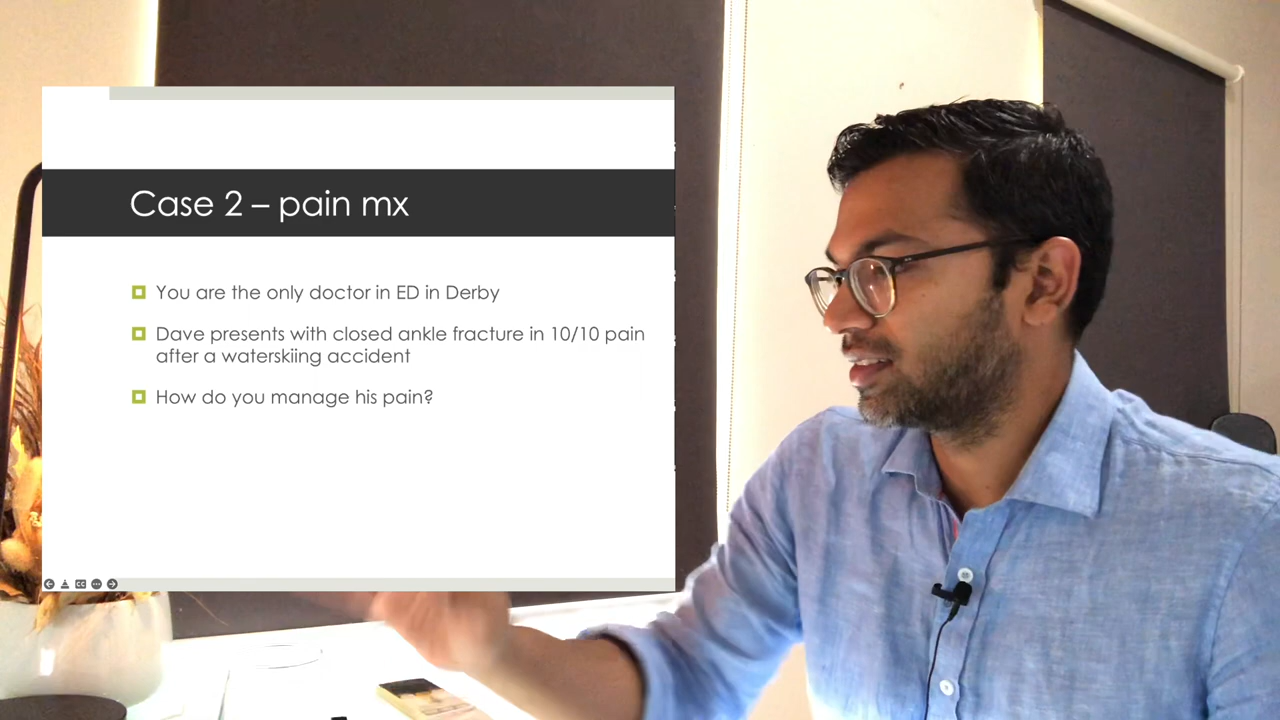 Case 2 – pain mx
You are the only doctor in ED in Derby
Dave presents with closed ankle fracture in 10/10 pain
after a waterskiing accident
How do you manage his pain?